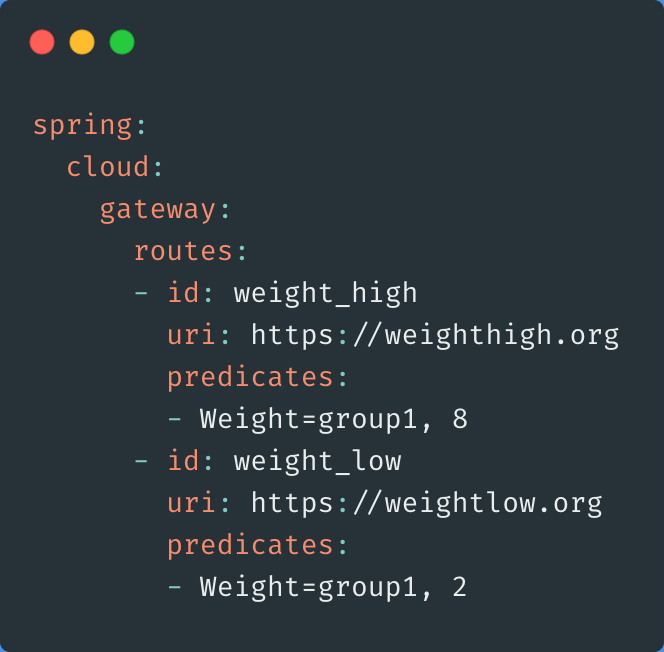 spring:
  cloud:
    gateway:
      routes:
      - id: weight_high
        uri: https://weighthigh.org
        predicates:
        - Weight=group1, 8
      - id: weight_low
        uri: https://weightlow.org
        predicates:
        - Weight=group1, 2